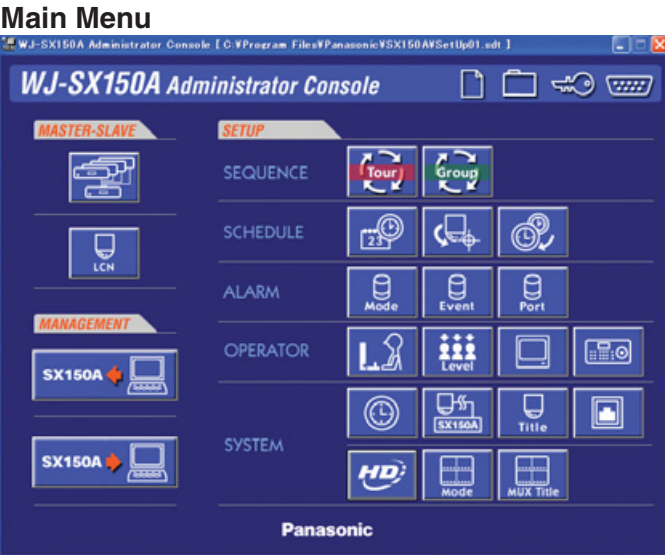 Main Menu
WJ-SX150A Administrator Console [ C:¥Program Files¥Panasonic¥SX150A¥SetUp01.sdt ]
WJ-SX150A Administrator Console
MASTER-SLAVE
LCN
MANAGEMENT
SX150A
SX150A
SETUP
SEQUENCE
Tour
Group
SCHEDULE
23
ALARM
Mode
Event
Port
OPERATOR
Level
SYSTEM
SX150A
Title
HD
Mode
MUX Title
Panasonic